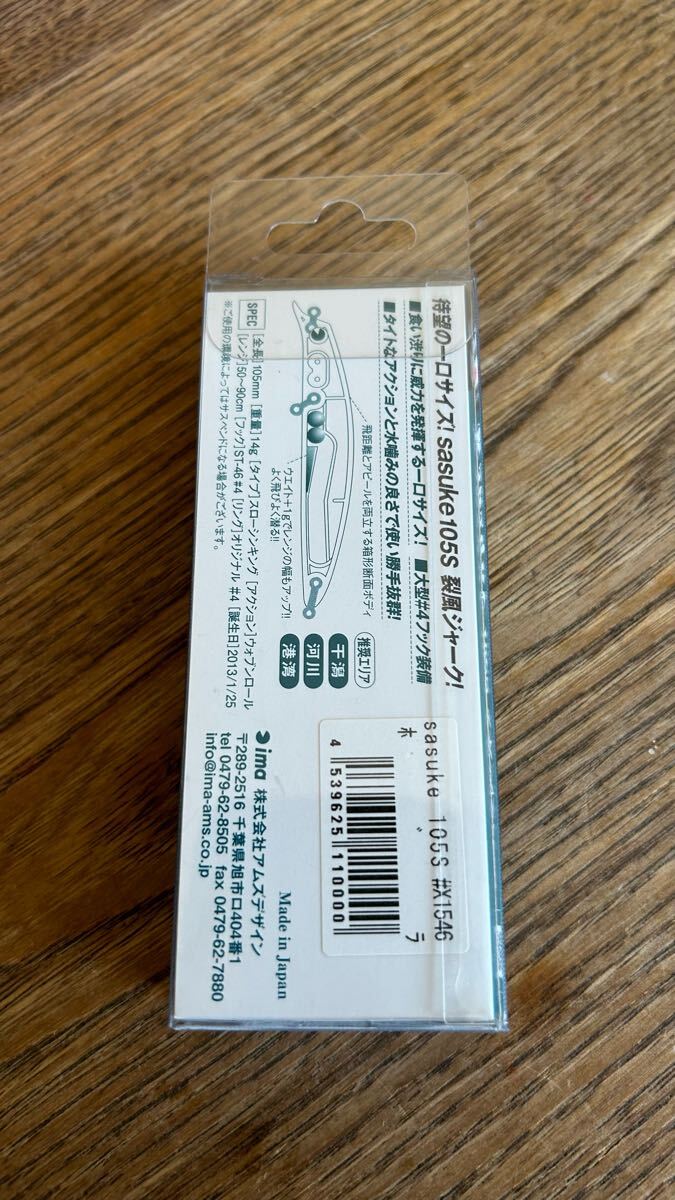 待望の一口サイズ! sasuke105S 裂風ジャーク!
■食い渋りに威力を発揮する一口サイズ! ■大型#4フック装備
■タイトなアクションと水噛みの良さで使い勝手抜群!
飛距離とアピールを両立する箱形断面ボディ
ウエイト+1gでレンジの幅もアップ!!
よく飛びよく潜る!!
推奨エリア
干潟
河川
港湾
SPEC [全長]105mm [重量]14g [タイプ]スローシンキング [アクション]ウォブンロール
[レンジ]50~90cm [フック]ST-46 #4 [リング]オリジナル #4 [誕生日]2013/1/25
※ご使用の環境によってはサスペンドになる場合がございます。
sasuke 105S #X1546
ボラ
4 539625 110000
Made in Japan
ima 株式会社アムズデザイン
〒289-2516 千葉県旭市ロ404番1
tel 0479-62-8505 fax 0479-62-7880
info@ima-ams.co.jp